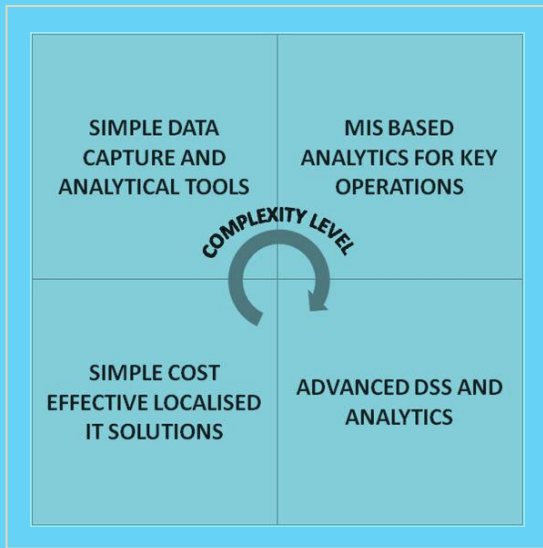 SIMPLE DATA
CAPTURE AND
ANALYTICAL TOOLS
MIS BASED
ANALYTICS FOR KEY
OPERATIONS
COMPLEXITY LEVEL
SIMPLE COST
EFFECTIVE LOCALISED
IT SOLUTIONS
ADVANCED DSS AND
ANALYTICS